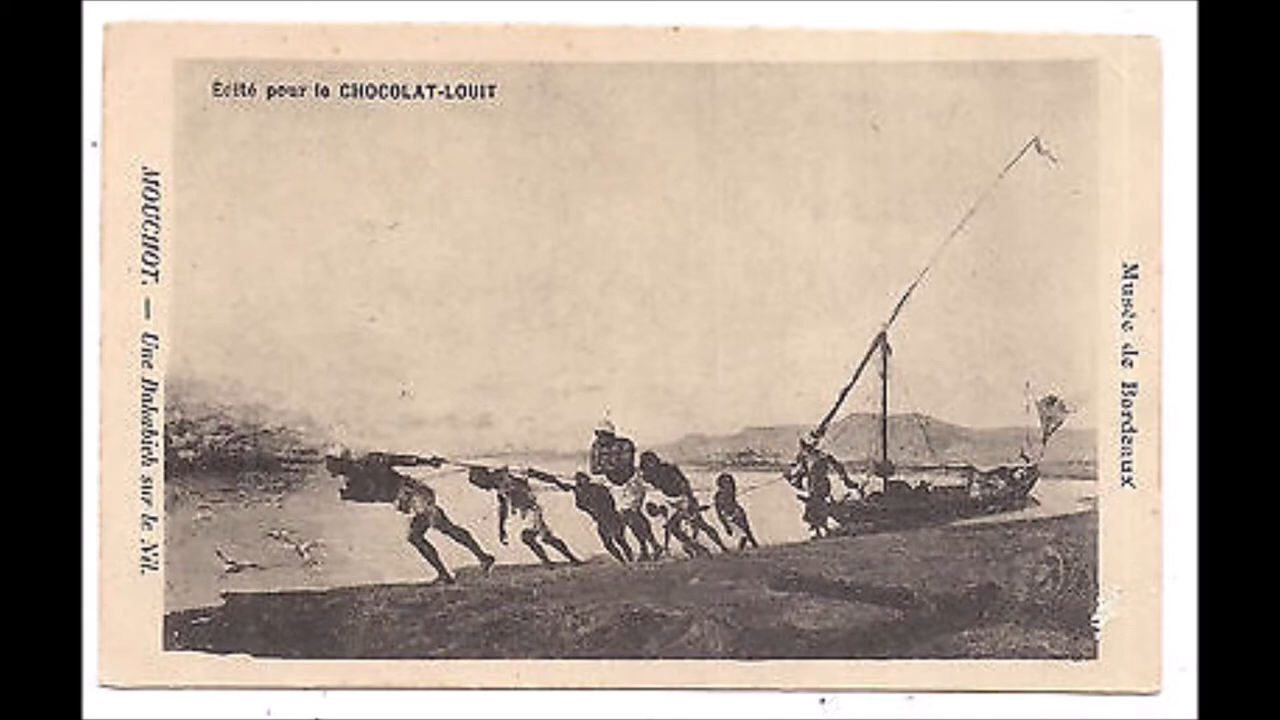 Edité pour le CHOCOLAT-LOUIT
MOUCHOT. — Une Dahabieh sur le Nil.
Musée de Bordeaux